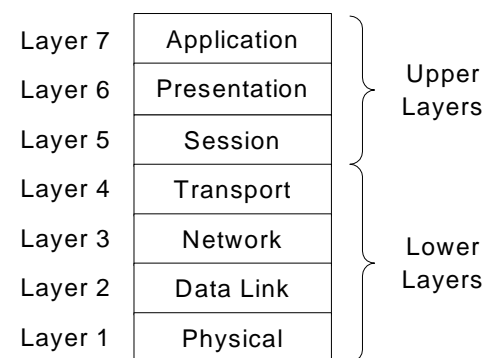 Layer 7 Application
Layer 6 Presentation
Layer 5 Session
Upper
Layers
Layer 4 Transport
Layer 3 Network
Layer 2 Data Link
Layer 1 Physical
Lower
Layers